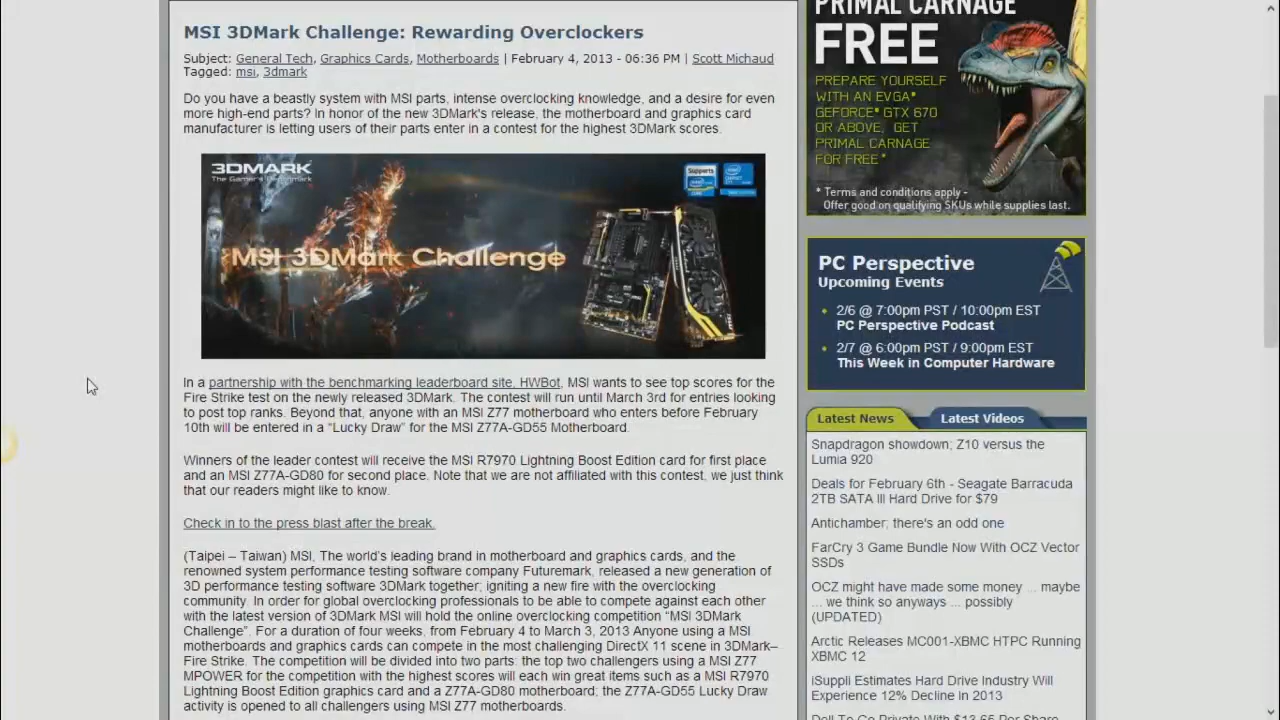 MSI 3DMark Challenge: Rewarding Overclockers
Subject: General Tech, Graphics Cards, Motherboards | February 4, 2013 - 06:36 PM | Scott Michaud
Tagged: msi, 3dmark
Do you have a beastly system with MSI parts, intense overclocking knowledge, and a desire for even
more high-end parts? In honor of the new 3DMark's release, the motherboard and graphics card
manufacturer is letting users of their parts enter in a contest for the highest 3DMark scores.
3DMARK
The Gamer's Benchmark
Supports
MSI 3DMark Challenge
In a partnership with the benchmarking leaderboard site, HWBot, MSI wants to see top scores for the
Fire Strike test on the newly released 3DMark. The contest will run until March 3rd for entries looking
to post top ranks. Beyond that, anyone with an MSI Z77 motherboard who enters before February
10th will be entered in a “Lucky Draw” for the MSI Z77A-GD55 Motherboard.
Winners of the leader contest will receive the MSI R7970 Lightning Boost Edition card for first place
and an MSI Z77A-GD80 for second place. Note that we are not affiliated with this contest, we just think
that our readers might like to know.
Check in to the press blast after the break.
(Taipei – Taiwan) MSI, The world's leading brand in motherboard and graphics cards, and the
renowned system performance testing software company Futuremark, released a new generation of
3D performance testing software 3DMark together; igniting a new fire with the overclocking
community. In order for global overclocking professionals to be able to compete against each other
with the latest version of 3DMark MSI will hold the online overclocking competition “MSI 3DMark
Challenge”. For a duration of four weeks, from February 4 to March 3, 2013 Anyone using a MSI
motherboards and graphics cards can compete in the most challenging DirectX 11 scene in 3DMark–
Fire Strike. The competition will be divided into two parts: the top two challengers using a MSI Z77
MPOWER for the competition with the highest scores will each win great items such as a MSI R7970
Lightning Boost Edition graphics card and a Z77A-GD80 motherboard; the Z77A-GD55 Lucky Draw
activity is opened to all challengers using MSI Z77 motherboards.
PRIMAL CARNAGE
FREE
PREPARE YOURSELF
WITH AN EVGA*
GEFORCE® GTX 670
OR ABOVE, GET
PRIMAL CARNAGE
FOR FREE*
* Terms and conditions apply -
Offer good on qualifying SKUs while supplies last.
PC Perspective
Upcoming Events
2/6 @ 7:00pm PST / 10:00pm EST
PC Perspective Podcast
2/7 @ 6:00pm PST / 9:00pm EST
This Week in Computer Hardware
Latest News Latest Videos
Snapdragon showdown; Z10 versus the
Lumia 920
Deals for February 6th - Seagate Barracuda
2TB SATA III Hard Drive for $79
Antichamber; there's an odd one
FarCry 3 Game Bundle Now With OCZ Vector
SSDs
OCZ might have made some money ... maybe
... we think so anyways ... possibly
(UPDATED)
Arctic Releases MC001-XBMC HTPC Running
XBMC 12
iSuppli Estimates Hard Drive Industry Will
Experience 12% Decline In 2013
Dell To Go Private With $13.65 Per Share